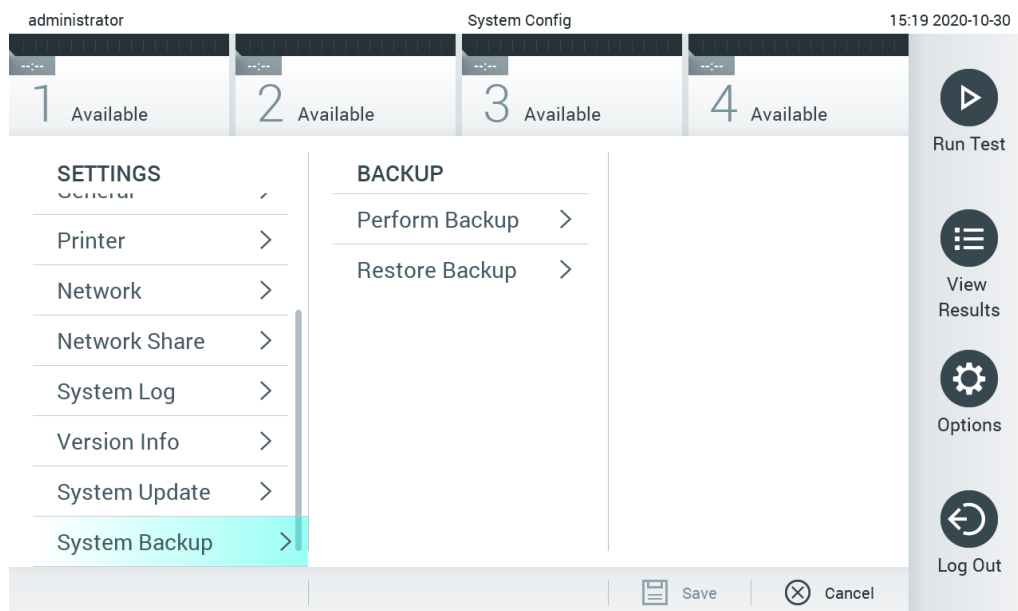 administrator
System Config
15:19 2020-10-30
--:--
--:--
--:--
--:--
1 Available
2 Available
3 Available
4 Available
Run Test
View
Results
Options
Log Out
SETTINGS
General
Printer
Network
Network Share
System Log
Version Info
System Update
System Backup
BACKUP
Perform Backup
Restore Backup
Save
Cancel